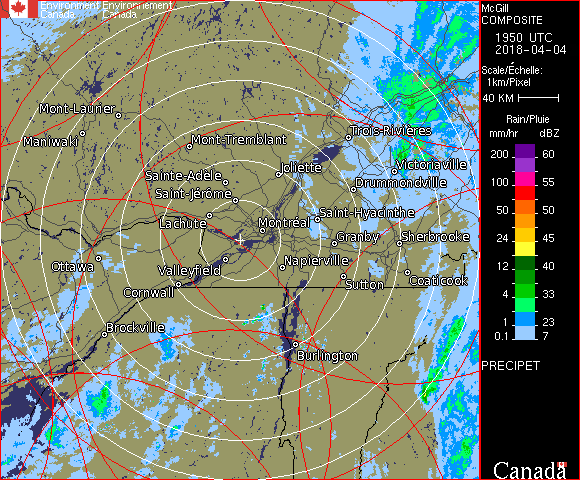 Environment Environnement
Canada Canada
Mont-Laurier
Maniwaki
Mont-Tremblant
Trois-Rivières
Sainte-Adèle
Joliette
Victoriaville
Saint-Jérôme
Drummondville
Lachute
Montréal
Saint-Hyacinthe
Granby
Sherbrooke
Ottawa
Valleyfield
Napierville
Cornwall
Sutton
Coaticook
Brockville
Burlington
McGill
COMPOSITE
1950 UTC
2018-04-04
Scale/Échelle:
1km/Pixel
40 KM
Rain/Pluie
mm/hr dBZ
200 60
100 55
50 50
24 45
12 40
4 33
1 23
0.1 7
PRECIPET
Canada